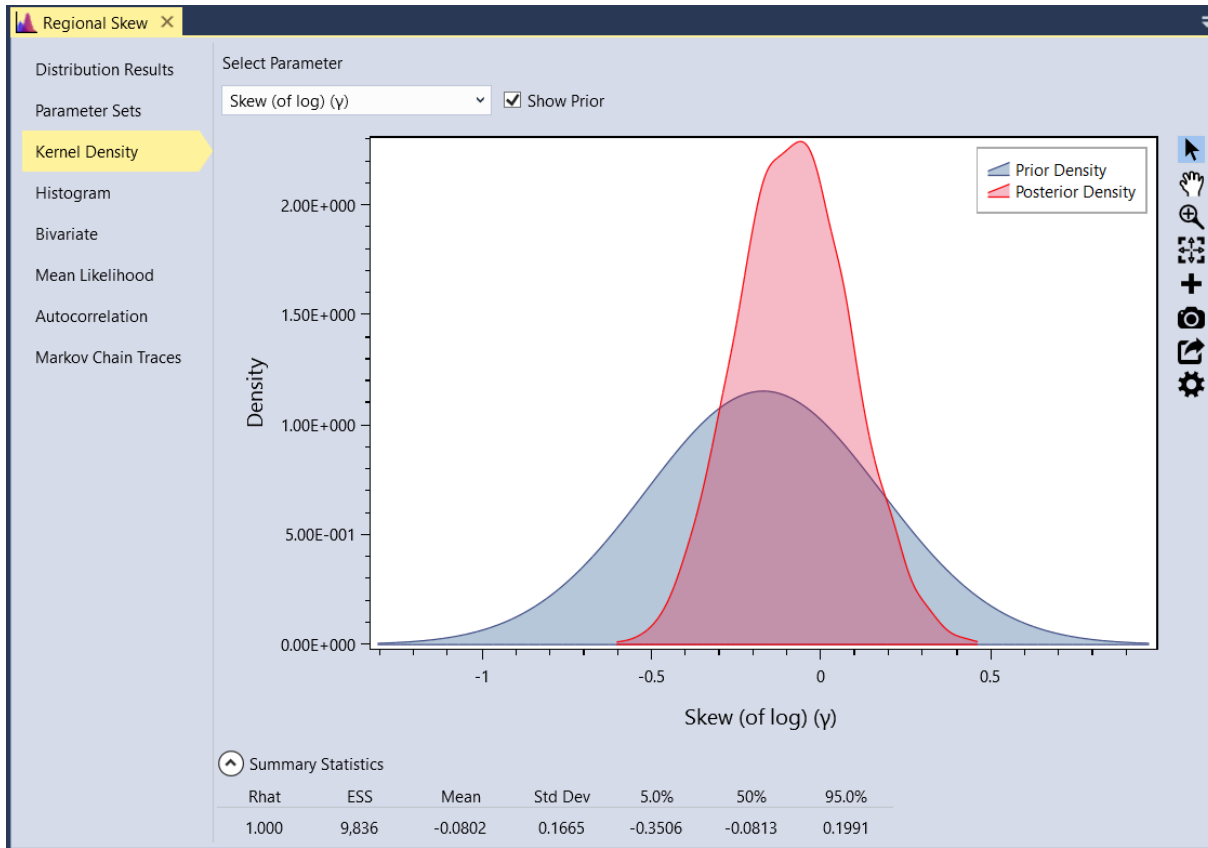 Regional Skew
Distribution Results
Parameter Sets
Kernel Density
Histogram
Bivariate
Mean Likelihood
Autocorrelation
Markov Chain Traces
Select Parameter
Skew (of log) (γ)
Show Prior
Prior Density
Posterior Density
Density
2.00E+000
1.50E+000
1.00E+000
5.00E-001
0.00E+000
-1 -0.5 0 0.5
Skew (of log) (γ)
Summary Statistics
Rhat ESS Mean Std Dev 5.0% 50% 95.0%
1.000 9,836 -0.0802 0.1665 -0.3506 -0.0813 0.1991